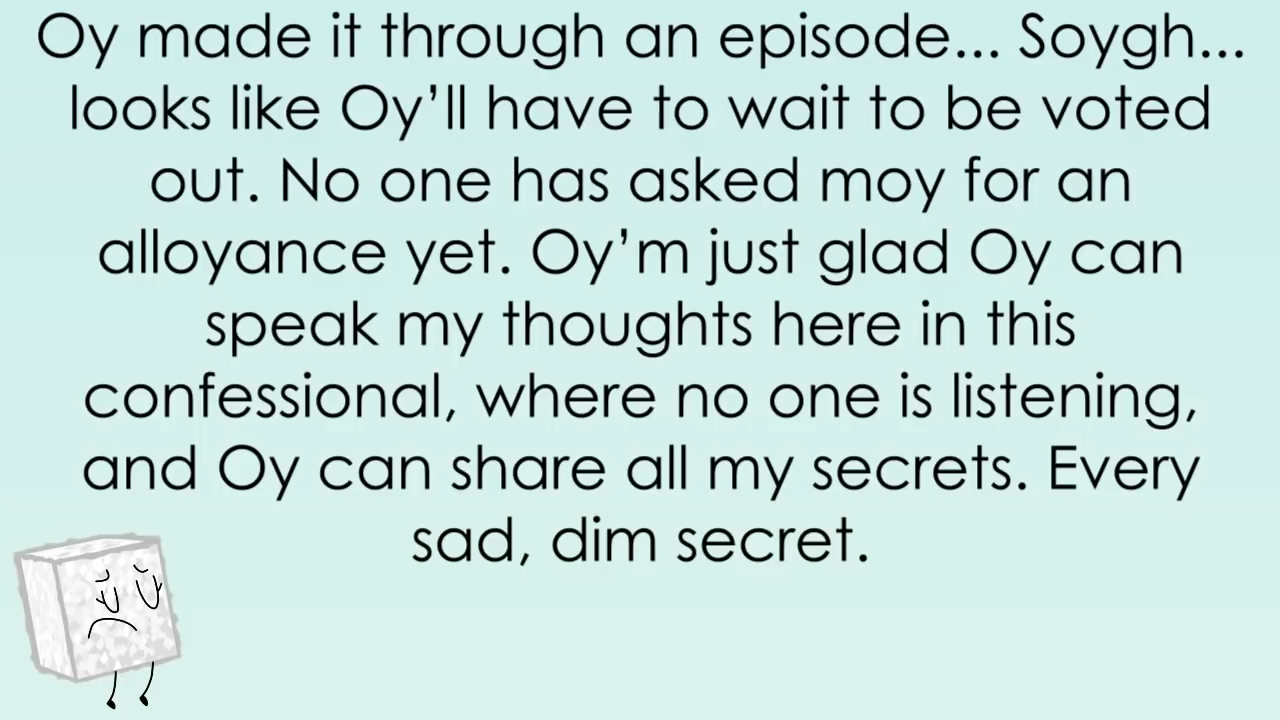 Oy made it through an episode... Soygh...
looks like Oy’ll have to wait to be voted
out. No one has asked moy for an
alloyance yet. Oy’m just glad Oy can
speak my thoughts here in this
confessional, where no one is listening,
and Oy can share all my secrets. Every
sad, dim secret.